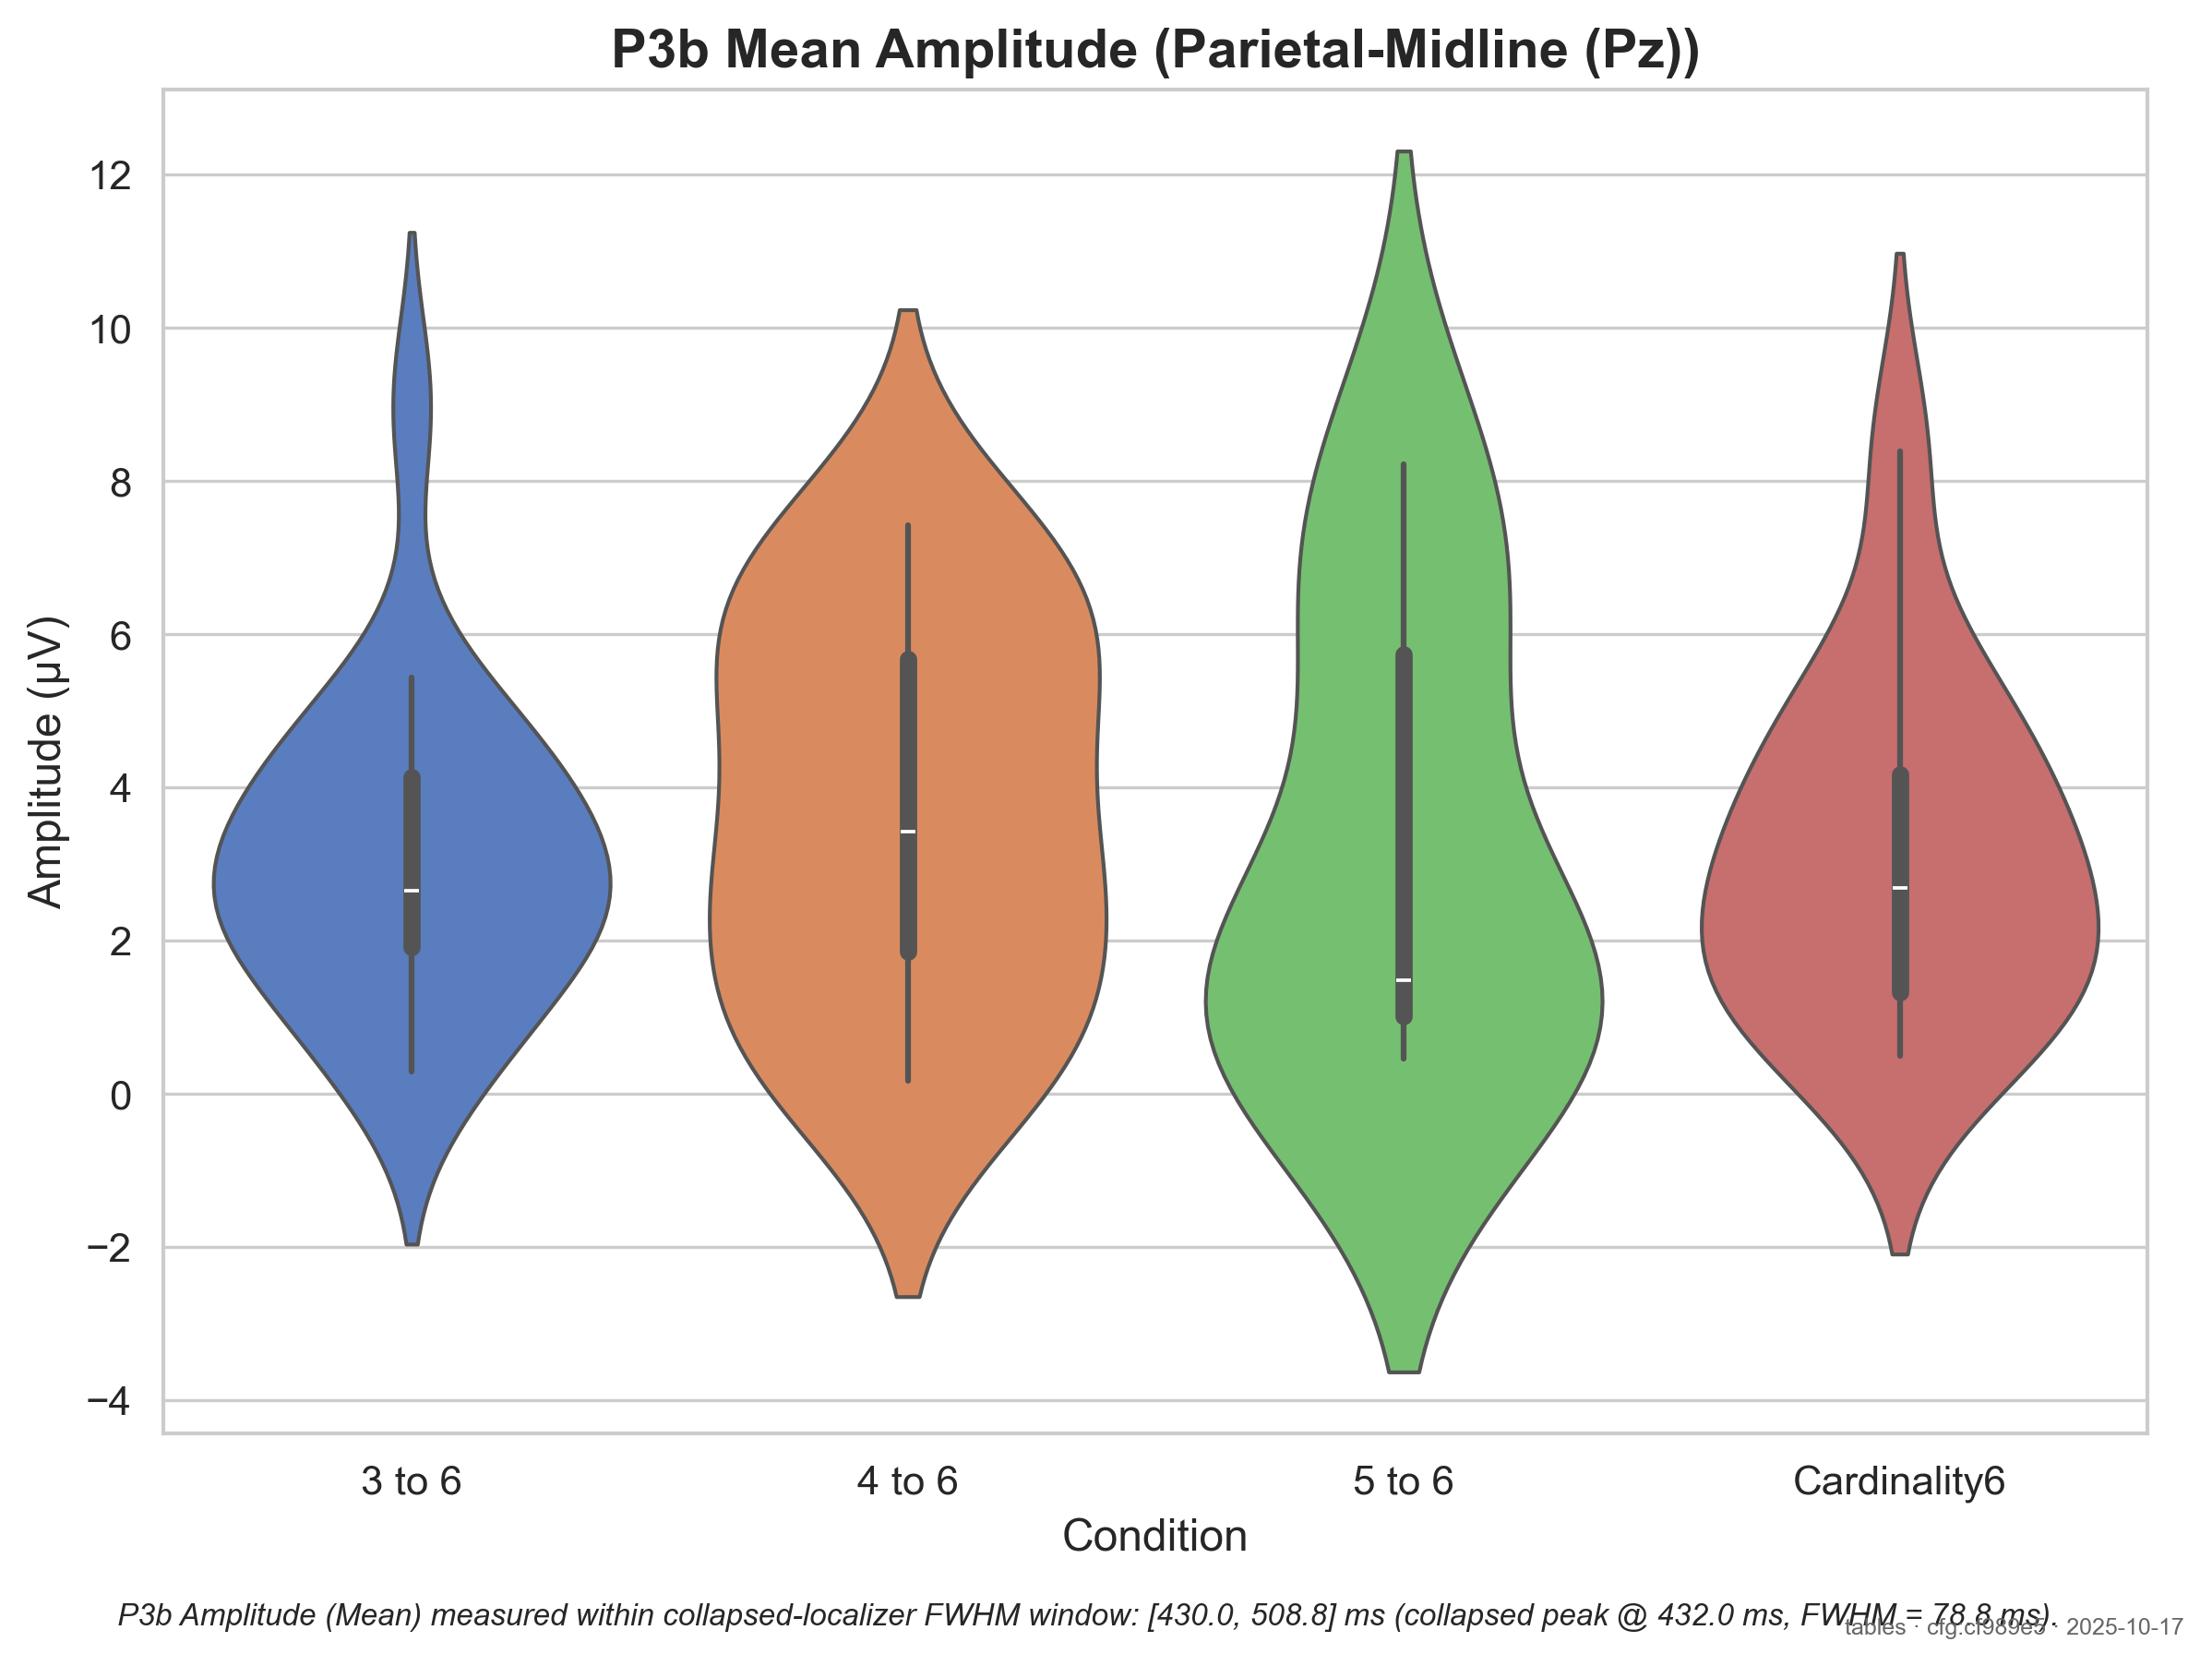 P3b Mean Amplitude (Parietal-Midline (Pz))
Amplitude (µV)
12
10
8
6
4
2
0
−2
−4
3 to 6
4 to 6
5 to 6
Cardinality6
Condition
P3b Amplitude (Mean) measured within collapsed-localizer FWHM window: [430.0, 508.8] ms (collapsed peak @ 432.0 ms, FWHM = 78.8 ms).
tables · cfg:cf989e5 · 2025-10-17